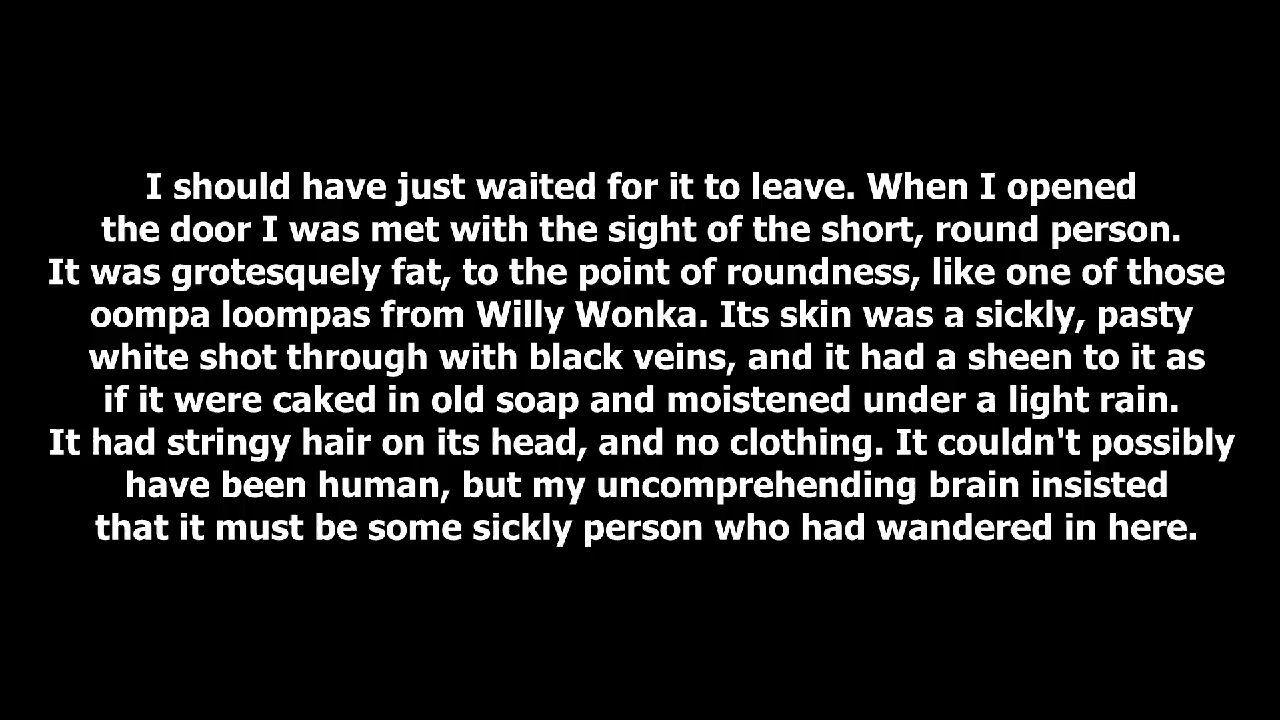 I should have just waited for it to leave. When I opened
the door I was met with the sight of the short, round person.
It was grotesquely fat, to the point of roundness, like one of those
oompa loompas from Willy Wonka. Its skin was a sickly, pasty
white shot through with black veins, and it had a sheen to it as
if it were caked in old soap and moistened under a light rain.
It had stringy hair on its head, and no clothing. It couldn't possibly
have been human, but my uncomprehending brain insisted
that it must be some sickly person who had wandered in here.